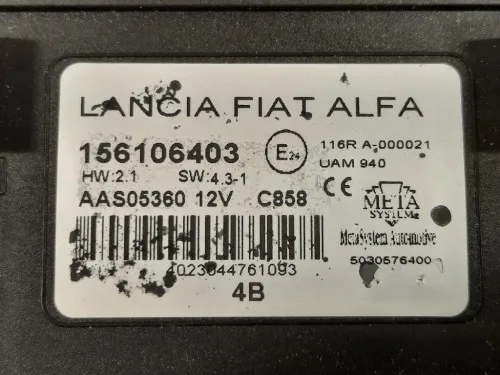 LANCIA FIAT ALFA
156106403
E24
116R A-000021
UAM 940
HW:2.1 SW:4.3-1
AAS05360 12V C858
CE
META
SYSTEM
MetaSystem Automotive
5030576400
T023044761093
4B